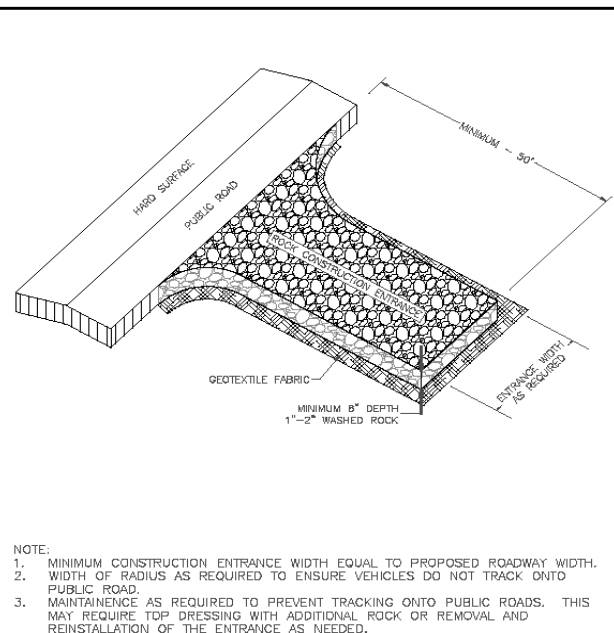 MINIMUM - 50'
HARD SURFACE
PUBLIC ROAD
ROCK CONSTRUCTION ENTRANCE
GEOTEXTILE FABRIC
ENTRANCE WIDTH
AS REQUIRED
MINIMUM 8" DEPTH
1"-2" WASHED ROCK
NOTE:
1. MINIMUM CONSTRUCTION ENTRANCE WIDTH EQUAL TO PROPOSED ROADWAY WIDTH.
2. WIDTH OF RADIUS AS REQUIRED TO ENSURE VEHICLES DO NOT TRACK ONTO
PUBLIC ROAD.
3. MAINTAINENCE AS REQUIRED TO PREVENT TRACKING ONTO PUBLIC ROADS. THIS
MAY REQUIRE TOP DRESSING WITH ADDITIONAL ROCK OR REMOVAL AND
REINSTALLATION OF THE ENTRANCE AS NEEDED.